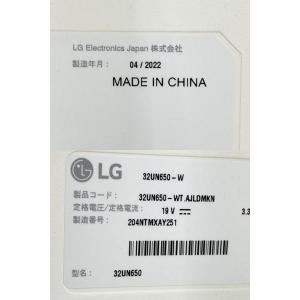 LG Electronics Japan 株式会社
製造年月: 04 / 2022
MADE IN CHINA
LG 32UN650-W
製品コード: 32UN650-WT.AJLDMKN
定格電圧/定格電流: 19 V ⎓ 3.3
製造番号: 204NTMXAY251
型名: 32UN650